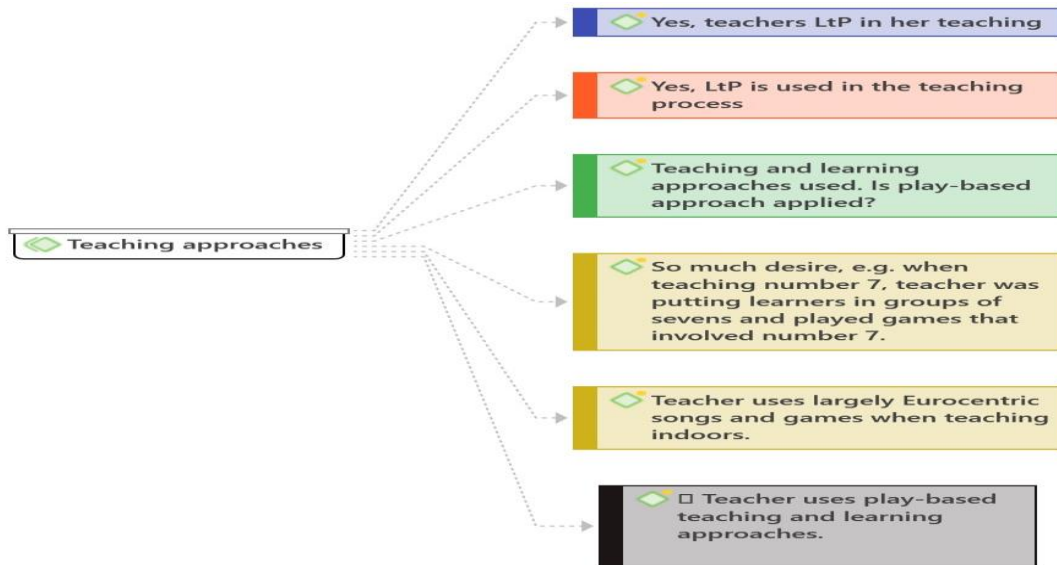 Yes, teachers LtP in her teaching
Yes, LtP is used in the teaching
process
Teaching and learning
approaches used. Is play-based
approach applied?
Teaching approaches
So much desire, e.g. when
teaching number 7, teacher was
putting learners in groups of
sevens and played games that
involved number 7.
Teacher uses largely Eurocentric
songs and games when teaching
indoors.
Teacher uses play-based
teaching and learning
approaches.